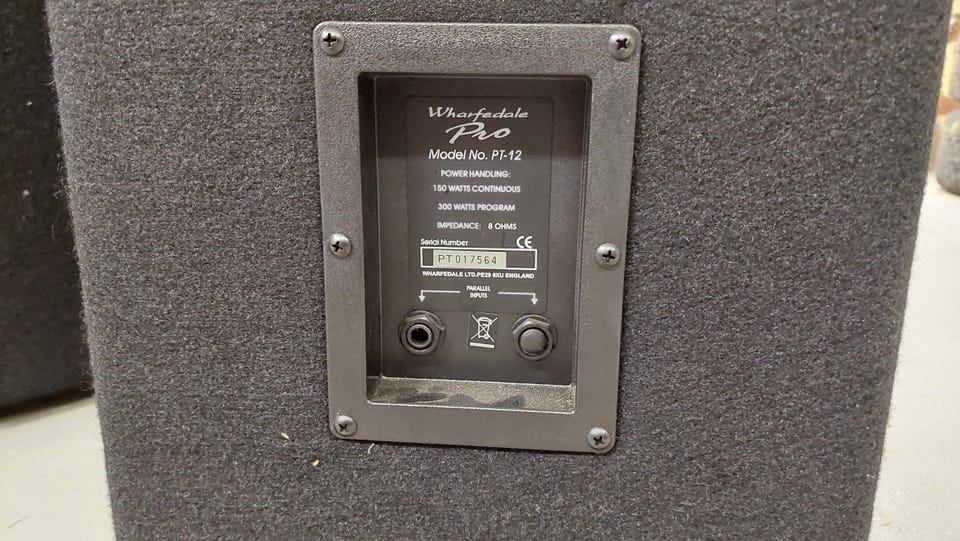 Wharfedale
Pro
Model No. PT-12
POWER HANDLING:
150 WATTS CONTINUOUS
300 WATTS PROGRAM
IMPEDANCE: 8 OHMS
Serial Number CE
PT017564
WHARFEDALE LTD.PE29 6XU ENGLAND
PARALLEL
INPUTS